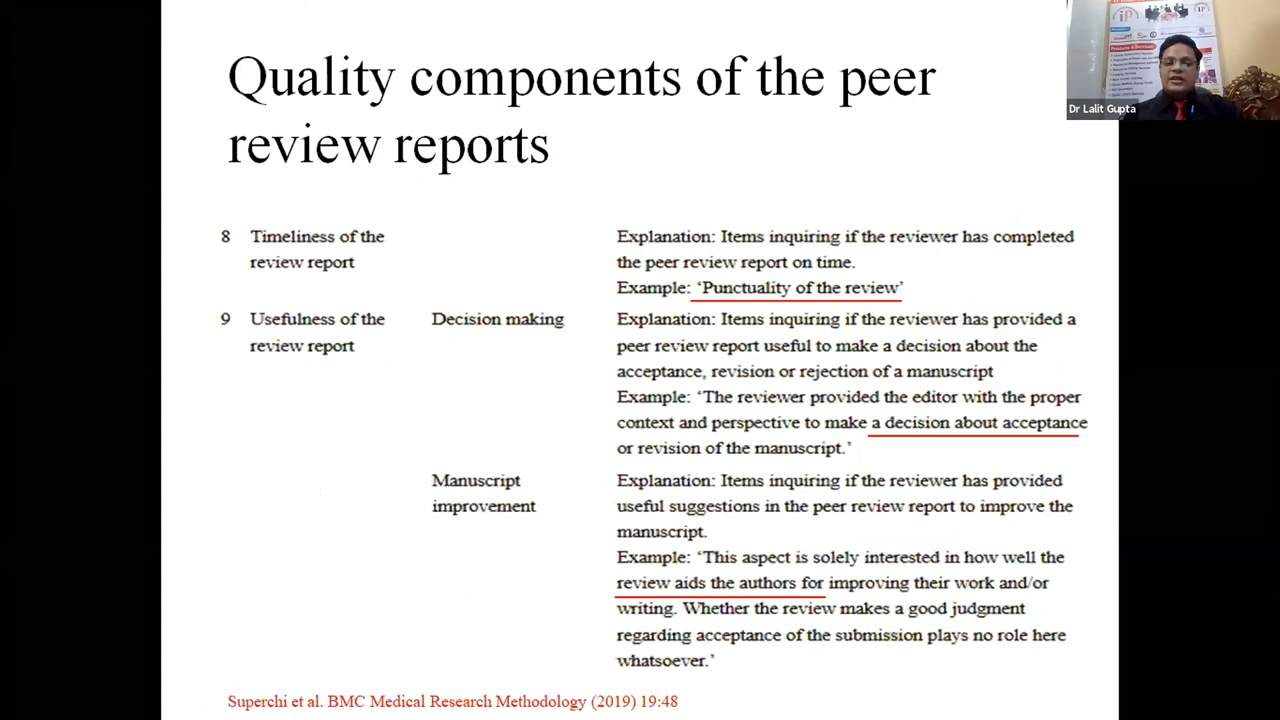 Quality components of the peer
review reports
Dr Lalit Gupta
8 Timeliness of the
review report
Explanation: Items inquiring if the reviewer has completed
the peer review report on time.
Example: ‘Punctuality of the review’
9 Usefulness of the
review report
Decision making
Explanation: Items inquiring if the reviewer has provided a
peer review report useful to make a decision about the
acceptance, revision or rejection of a manuscript
Example: ‘The reviewer provided the editor with the proper
context and perspective to make a decision about acceptance
or revision of the manuscript.’
Manuscript
improvement
Explanation: Items inquiring if the reviewer has provided
useful suggestions in the peer review report to improve the
manuscript.
Example: ‘This aspect is solely interested in how well the
review aids the authors for improving their work and/or
writing. Whether the review makes a good judgment
regarding acceptance of the submission plays no role here
whatsoever.’
Superchi et al. BMC Medical Research Methodology (2019) 19:48